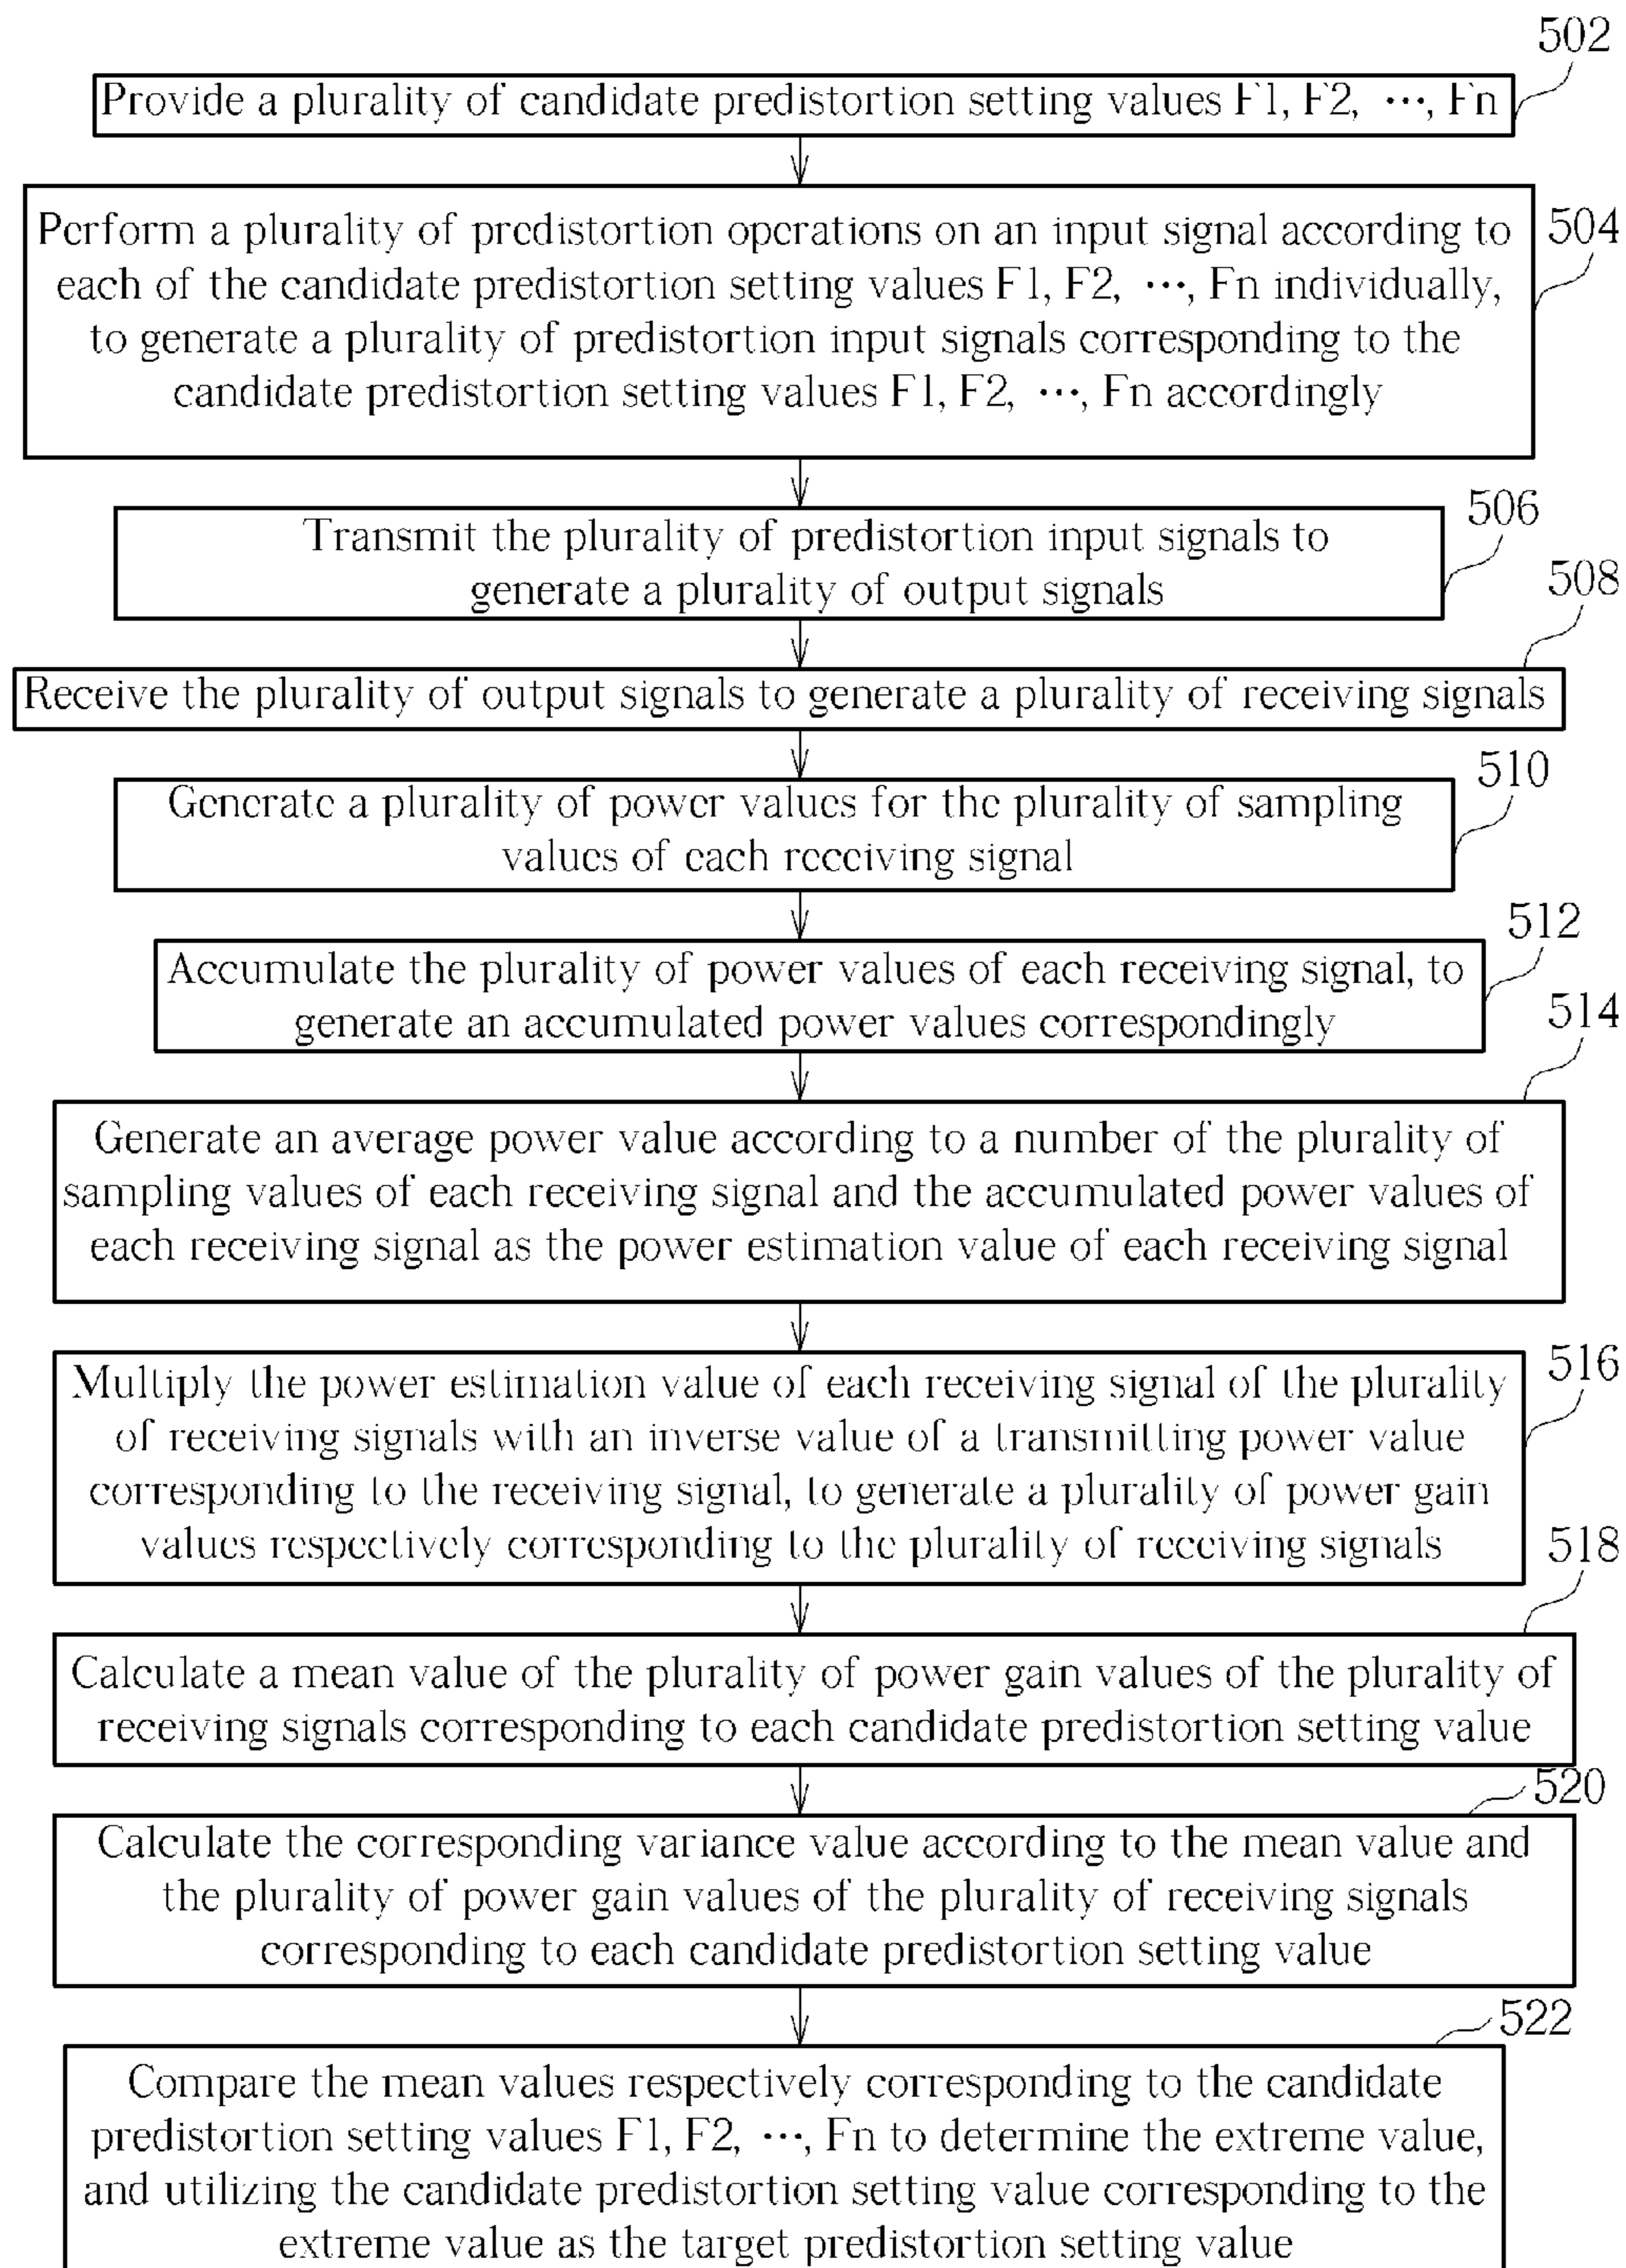 502
Provide a plurality of candidate predistortion setting values F1, F2, ⋯, Fn
504
Perform a plurality of predistortion operations on an input signal according to
each of the candidate predistortion setting values F1, F2, ⋯, Fn individually,
to generate a plurality of predistortion input signals corresponding to the
candidate predistortion setting values F1, F2, ⋯, Fn accordingly
506
Transmit the plurality of predistortion input signals to
generate a plurality of output signals
508
Receive the plurality of output signals to generate a plurality of receiving signals
510
Generate a plurality of power values for the plurality of sampling
values of each receiving signal
512
Accumulate the plurality of power values of each receiving signal, to
generate an accumulated power values correspondingly
514
Generate an average power value according to a number of the plurality of
sampling values of each receiving signal and the accumulated power values of
each receiving signal as the power estimation value of each receiving signal
516
Multiply the power estimation value of each receiving signal of the plurality
of receiving signals with an inverse value of a transmitting power value
corresponding to the receiving signal, to generate a plurality of power gain
values respectively corresponding to the plurality of receiving signals
518
Calculate a mean value of the plurality of power gain values of the plurality of
receiving signals corresponding to each candidate predistortion setting value
520
Calculate the corresponding variance value according to the mean value and
the plurality of power gain values of the plurality of receiving signals
corresponding to each candidate predistortion setting value
522
Compare the mean values respectively corresponding to the candidate
predistortion setting values F1, F2, ⋯, Fn to determine the extreme value,
and utilizing the candidate predistortion setting value corresponding to the
extreme value as the target predistortion setting value